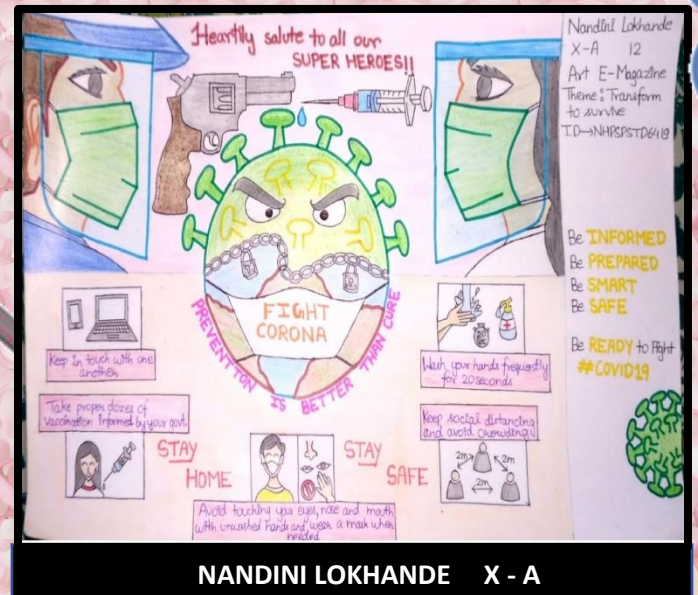 Heartily salute to all our
SUPER HEROES!!
Nandini Lokhande
X-A 12
Art E-Magazine
Theme: Transform
to survive
ID→NHPSPSTD6419
FIGHT
CORONA
PREVENTION IS BETTER THAN CURE
Be INFORMED
Be PREPARED
Be SMART
Be SAFE
Be READY to fight
#COVID19
Keep In touch with one
another
Wash your hands frequently
for 20seconds
Take proper dozes of
vaccination informed by your govt.
Keep social distancing
and avoid crowding
STAY
HOME
STAY
SAFE
2m
2m
2m
Avoid touching your eyes, nose and mouth
with unwashed hands and, wear a mask when
needed
NANDINI LOKHANDE X - A